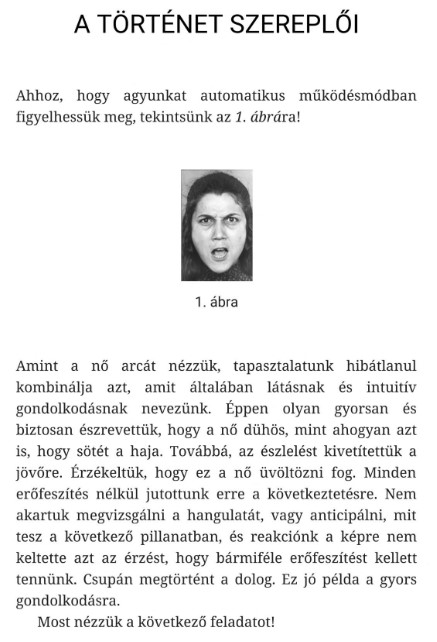 A TÖRTÉNET SZEREPLŐI
Ahhoz, hogy agyunkat automatikus működésmódban
figyelhessük meg, tekintsünk az 1. ábrára!
1. ábra
Amint a nő arcát nézzük, tapasztalatunk hibátlanul
kombinálja azt, amit általában látásnak és intuitív
gondolkodásnak nevezünk. Éppen olyan gyorsan és
biztosan észrevettük, hogy a nő dühös, mint ahogyan azt
is, hogy sötét a haja. Továbbá, az észlelést kivetítettük a
jövőre. Érzékeltük, hogy ez a nő üvöltözni fog. Minden
erőfeszítés nélkül jutottunk erre a következtetésre. Nem
akartuk megvizsgálni a hangulatát, vagy anticipálni, mit
tesz a következő pillanatban, és reakciónk a képre nem
keltette azt az érzést, hogy bármiféle erőfeszítést kellett
tennünk. Csupán megtörtént a dolog. Ez jó példa a gyors
gondolkodásra.
Most nézzük a következő feladatot!